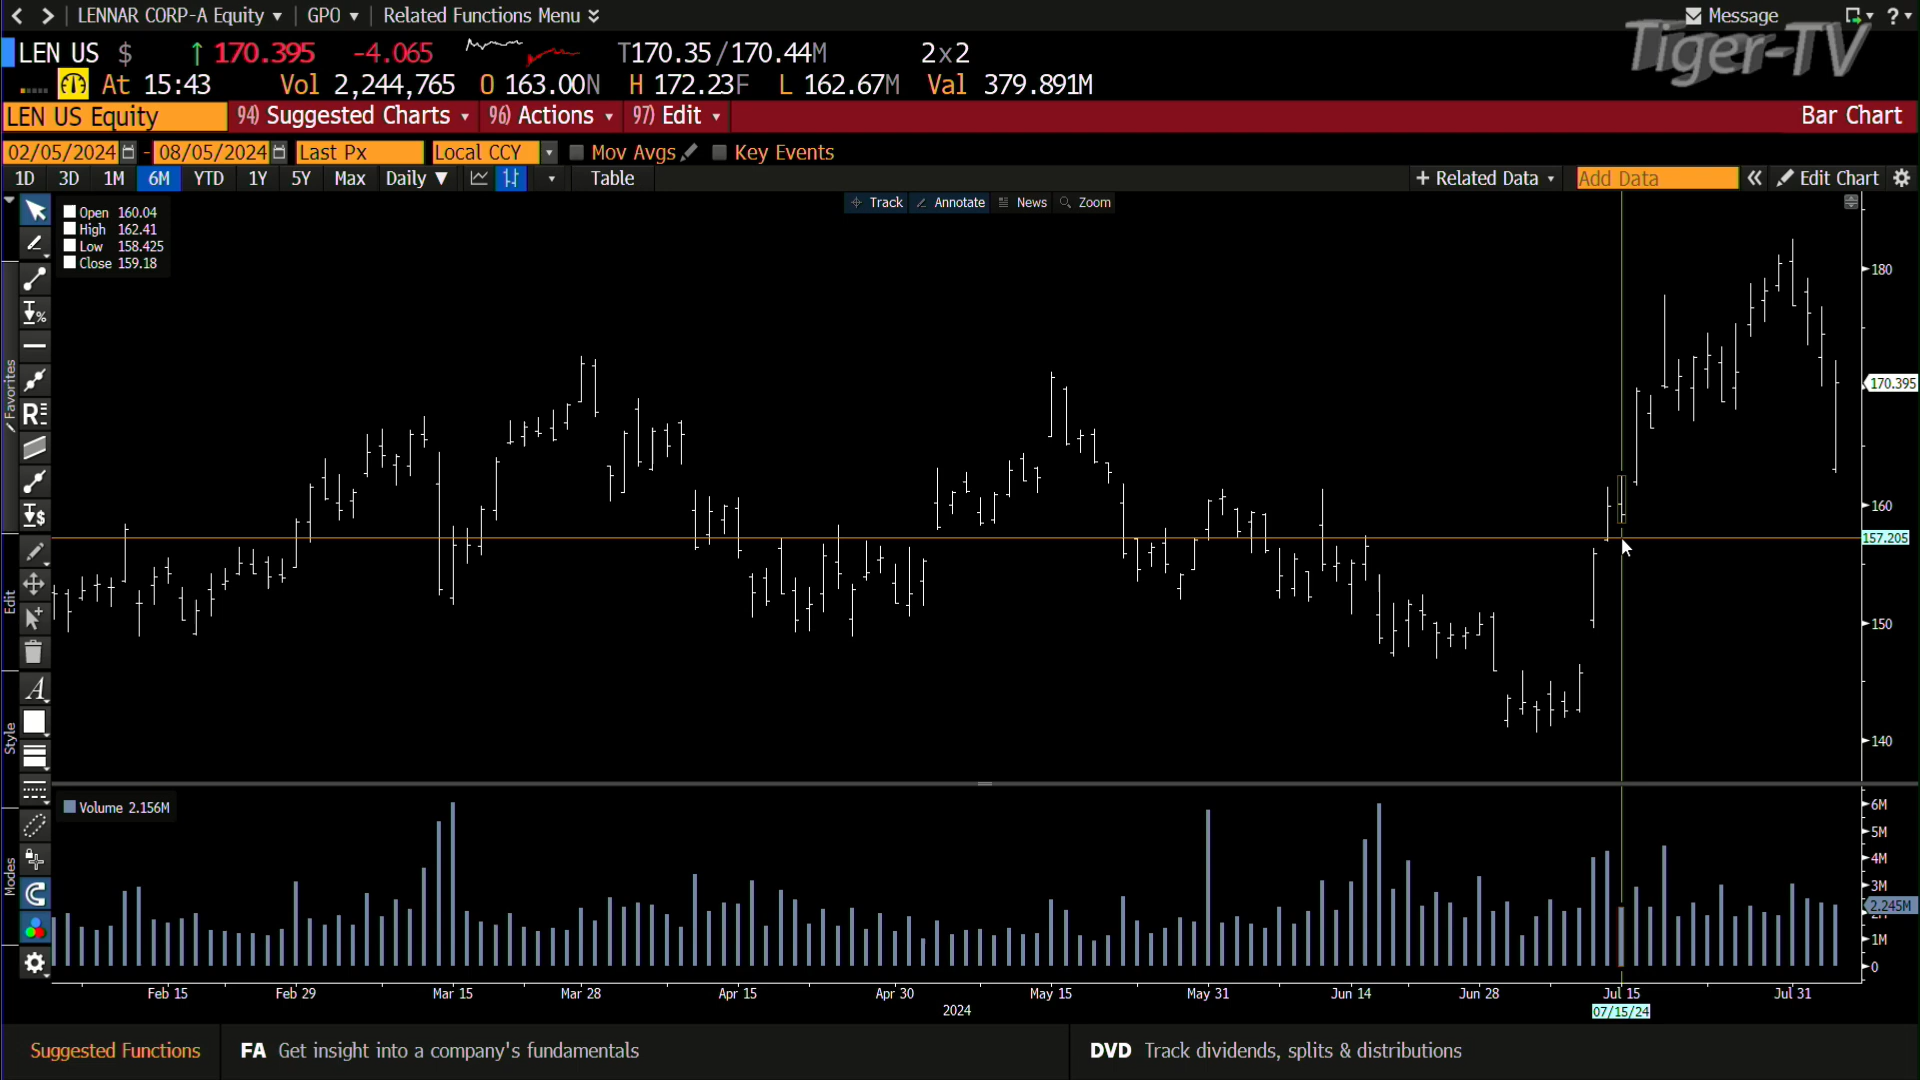 LENNAR CORP-A Equity GPO Related Functions Menu Message ?
Tiger-TV
LEN US $ 170.395 -4.065 T170.35/170.44M 2x2
At 15:43 Vol 2,244,765 O 163.00N H 172.23F L 162.67M Val 379.891M
LEN US Equity 94) Suggested Charts 96) Actions 97) Edit Bar Chart
02/05/2024 - 08/05/2024 Last Px Local CCY Mov Avgs Key Events
1D 3D 1M 6M YTD 1Y 5Y Max Daily Table + Related Data Add Data Edit Chart
Track Annotate News Zoom
Open 160.04
High 162.41
Low 158.425
Close 159.18
Favorites
Edit
Style
Modes
180
170.395
160
157.205
150
140
Volume 2.156M
6M
5M
4M
3M
2.245M
1M
0
Feb 15 Feb 29 Mar 15 Mar 28 Apr 15 Apr 30 May 15 May 31 Jun 14 Jun 28 Jul 15 Jul 31
2024 07/15/24
Suggested Functions FA Get insight into a company's fundamentals DVD Track dividends, splits & distributions